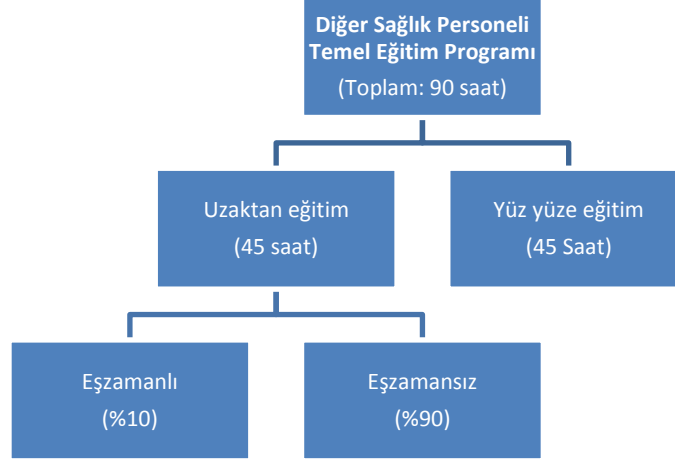 Diğer Sağlık Personeli
Temel Eğitim Programı
(Toplam: 90 saat)
Uzaktan eğitim
(45 saat)
Yüz yüze eğitim
(45 Saat)
Eşzamanlı
(%10)
Eşzamansız
(%90)